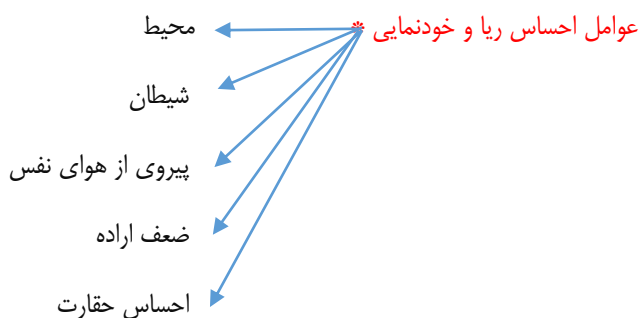 * عوامل احساس ریا و خودنمایی
محیط
شیطان
پیروی از هوای نفس
ضعف اراده
احساس حقارت